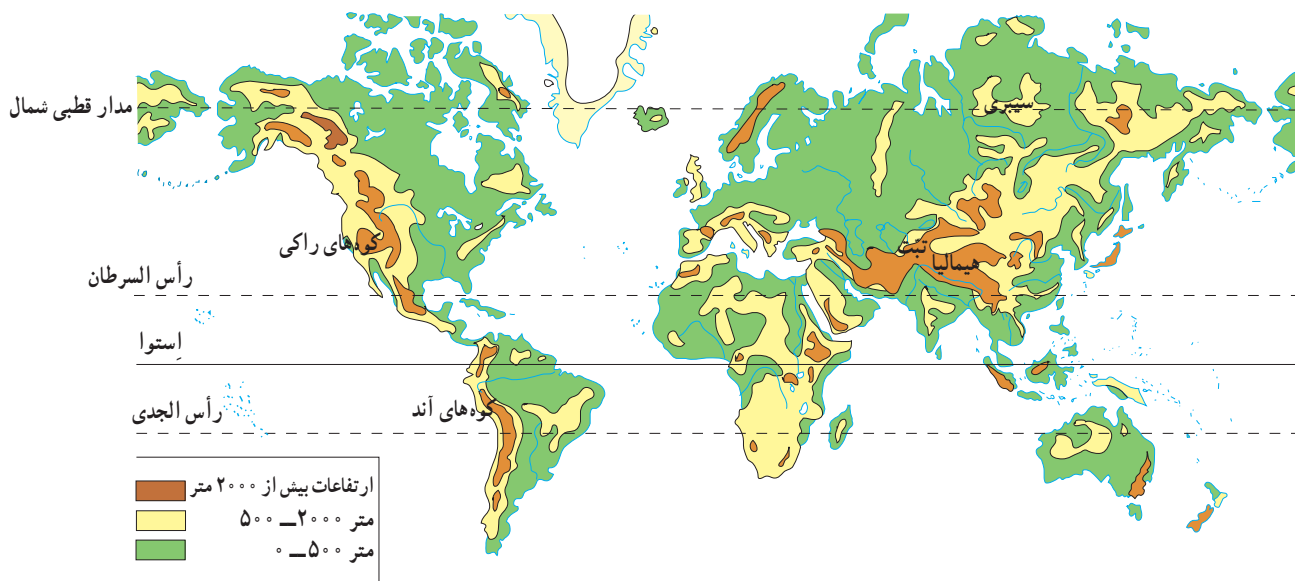 مدار قطبی شمال
سیبری
کوه‌های راکی
تبّت
هیمالیا
رأس السرطان
اِستوا
رأس الجدی
کوه‌های آند
ارتفاعات بیش از ۲۰۰۰ متر
۵۰۰ ــ ۲۰۰۰ متر
۰ ــ ۵۰۰ متر